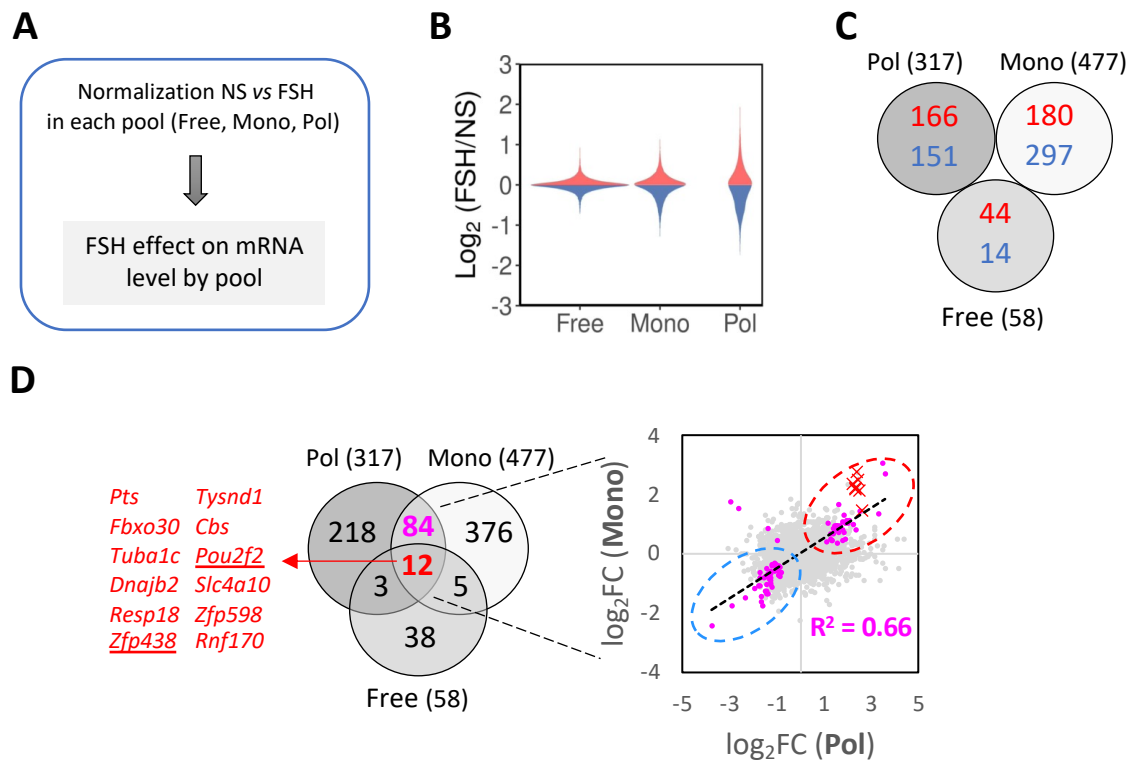 A
Normalization NS vs FSH
in each pool (Free, Mono, Pol)
FSH effect on mRNA
level by pool
B
Log2 (FSH/NS)
3
2
1
0
-1
-2
-3
Free Mono Pol
C
Pol (317) Mono (477)
166 180
151 297
44
14
Free (58)
D
Pol (317) Mono (477)
218 84 376
12
3 5
38
Free (58)
Pts Tysnd1
Fbxo30 Cbs
Tuba1c Pou2f2
Dnajb2 Slc4a10
Resp18 Zfp598
Zfp438 Rnf170
log2FC (Mono)
4
2
0
-2
-4
R² = 0.66
-5 -3 -1 1 3 5
log2FC (Pol)